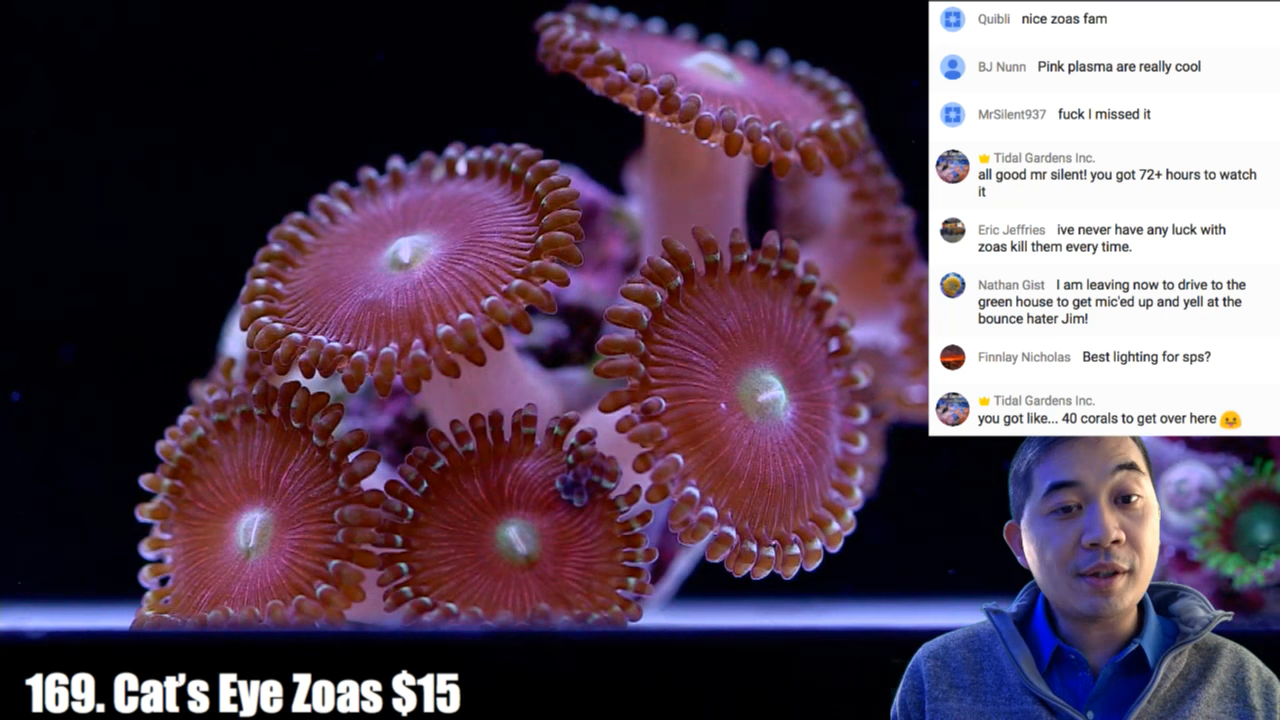 Quibli nice zoas fam
BJ Nunn Pink plasma are really cool
MrSilent937 fuck I missed it
Tidal Gardens Inc.
all good mr silent! you got 72+ hours to watch
it
Eric Jeffries ive never have any luck with
zoas kill them every time.
Nathan Gist I am leaving now to drive to the
green house to get mic'ed up and yell at the
bounce hater Jim!
Finnlay Nicholas Best lighting for sps?
Tidal Gardens Inc.
you got like... 40 corals to get over here
169. Cat's Eye Zoas $15